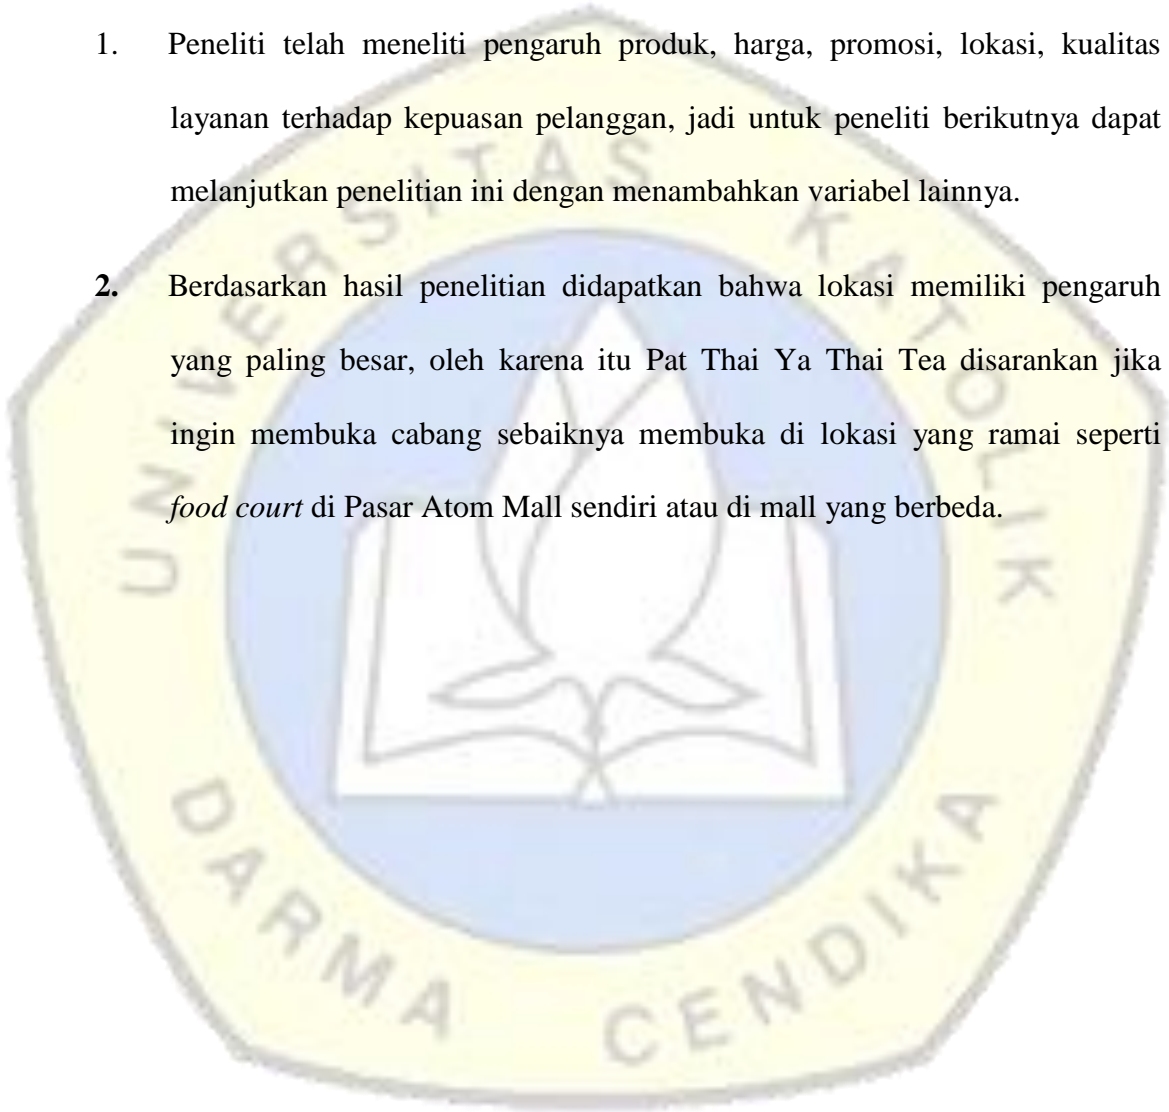 1. Peneliti telah meneliti pengaruh produk, harga, promosi, lokasi, kualitas
layanan terhadap kepuasan pelanggan, jadi untuk peneliti berikutnya dapat
melanjutkan penelitian ini dengan menambahkan variabel lainnya.
2. Berdasarkan hasil penelitian didapatkan bahwa lokasi memiliki pengaruh
yang paling besar, oleh karena itu Pat Thai Ya Thai Tea disarankan jika
ingin membuka cabang sebaiknya membuka di lokasi yang ramai seperti
food court di Pasar Atom Mall sendiri atau di mall yang berbeda.
UNIVERSITAS KATOLIK
DARMA CENDIKA